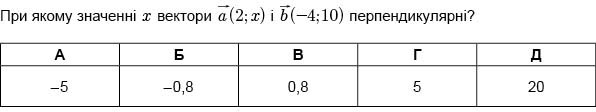 При якому значенні x вектори a⃗(2; x) і b⃗(−4;10) перпендикулярні?
А Б В Г Д
–5 –0,8 0,8 5 20